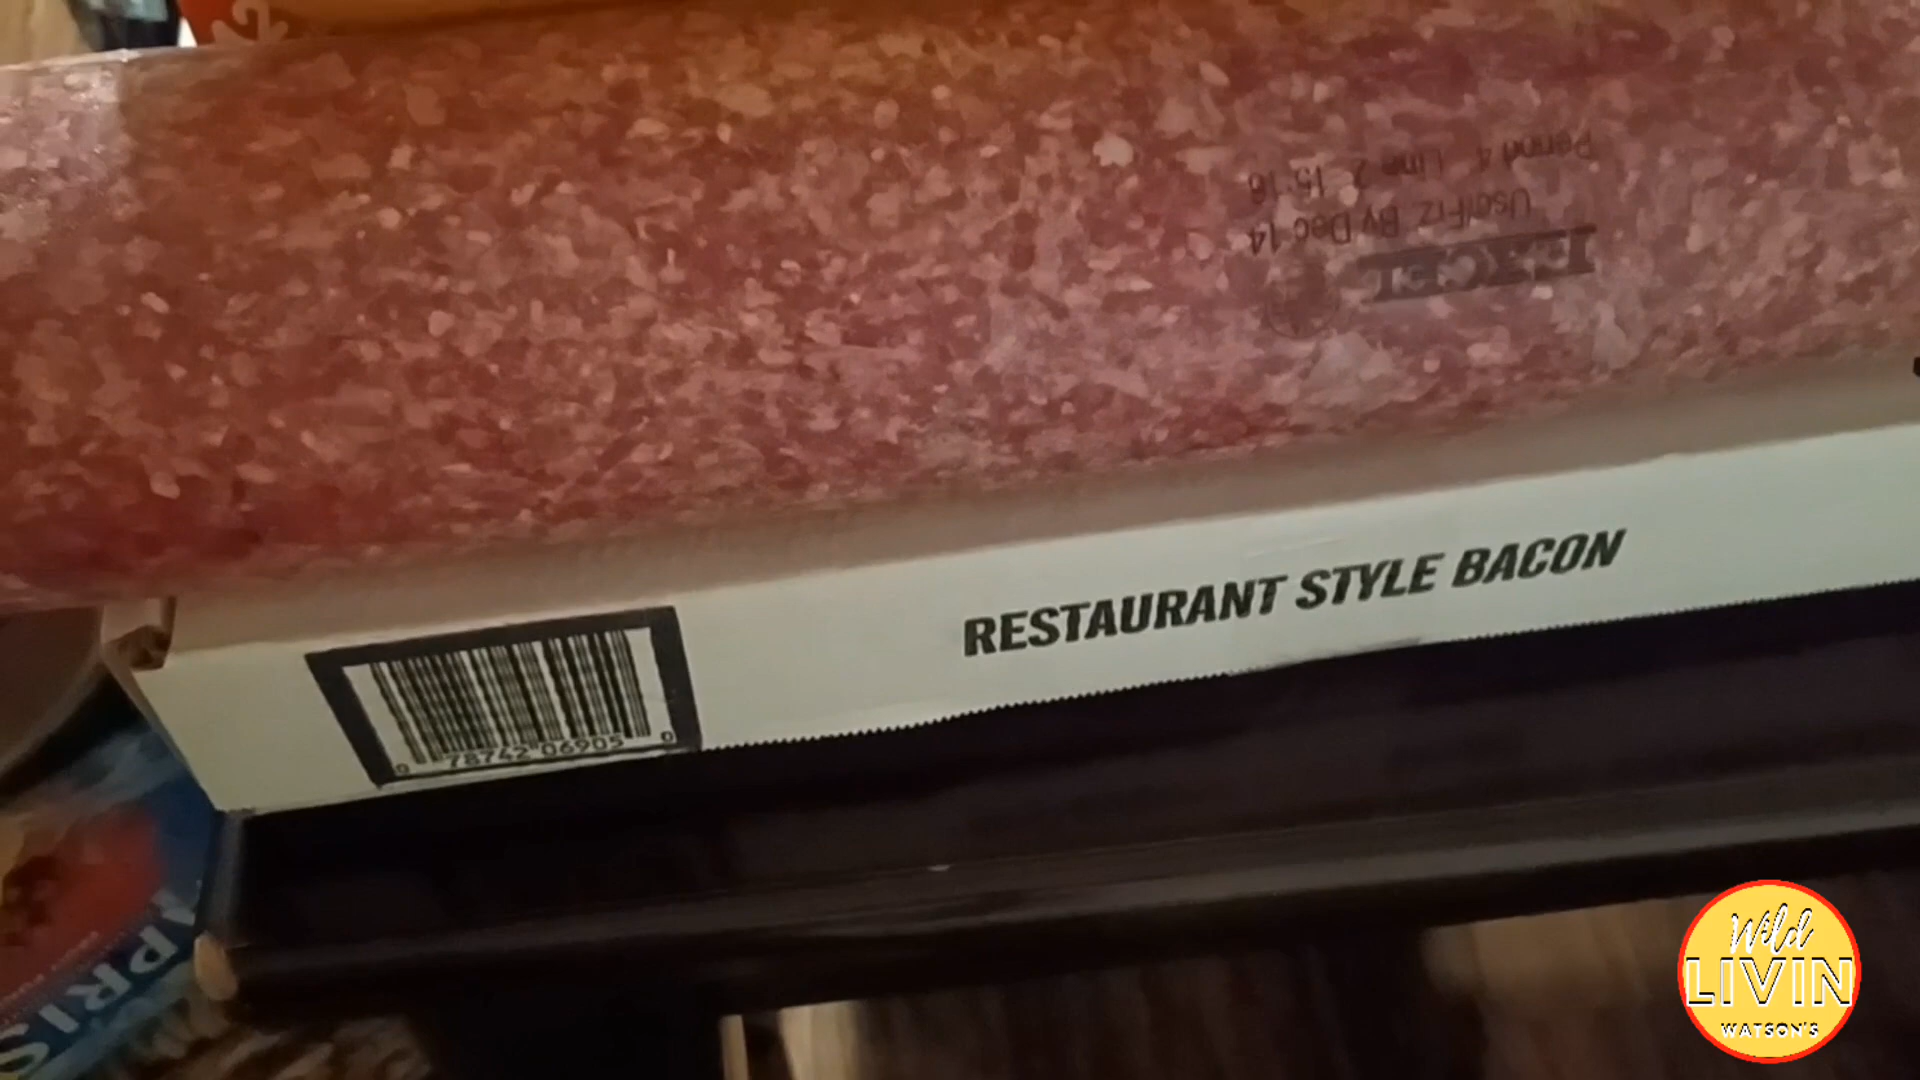 Period 4 Line 2 15:16
Use/Frz. By Dec 14
EXCEL
RESTAURANT STYLE BACON
0 78742 06905 0
APRIS
Wild
LIVIN
WATSON'S